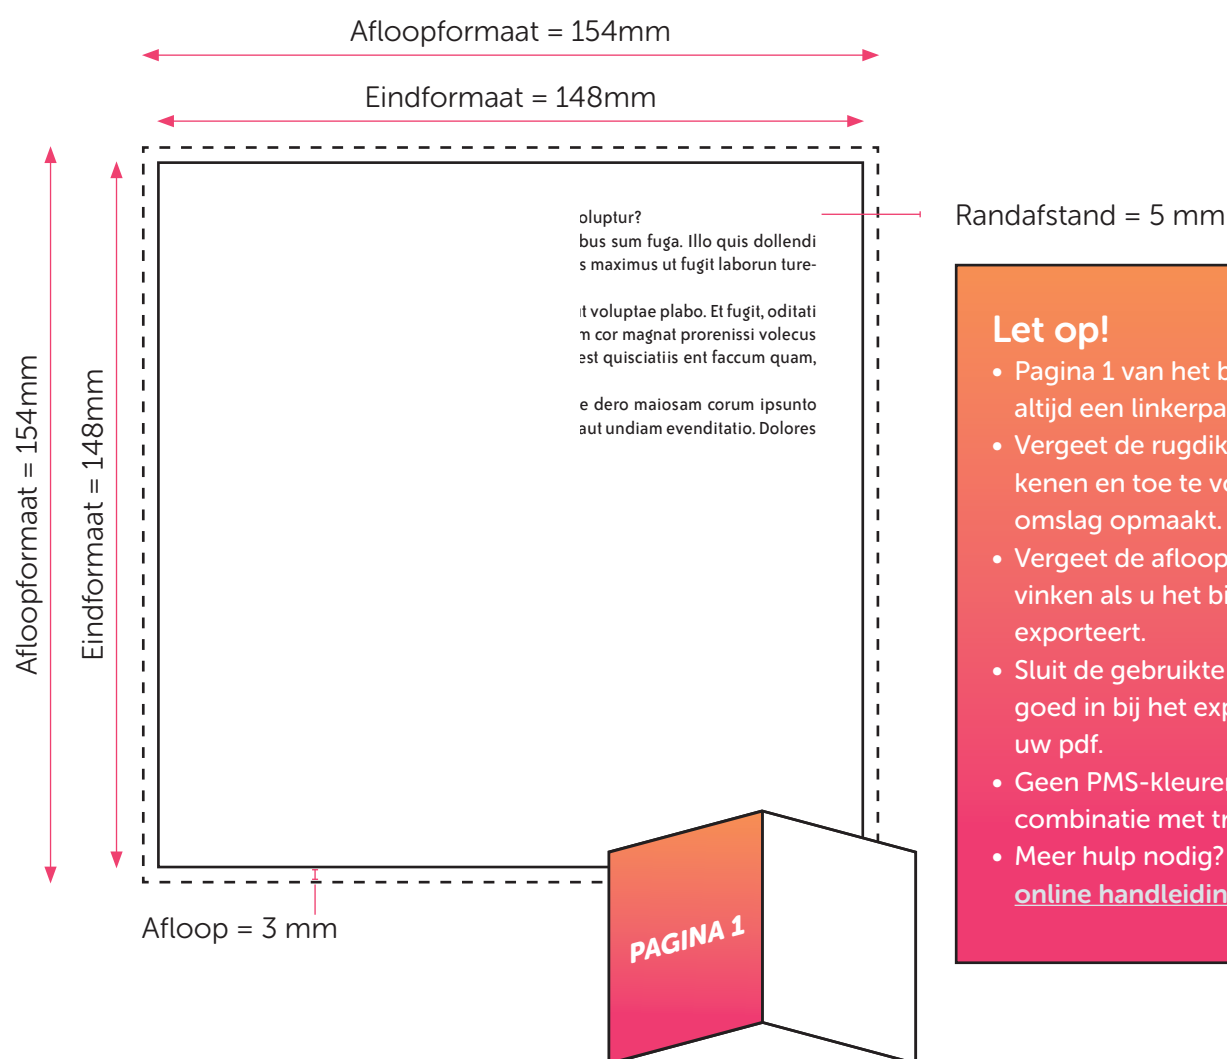 Afloopformaat = 154mm
Eindformaat = 148mm
Afloopformaat = 154mm
Eindformaat = 148mm
oluptur?
bus sum fuga. Illo quis dollendi
s maximus ut fugit laborun ture-
t voluptae plabo. Et fugit, oditati
m cor magnat prorenissi volecus
est quisciatiis ent faccum quam,
e dero maiosam corum ipsunto
aut undiam evenditatio. Dolores
Randafstand = 5 mm
Let op!
• Pagina 1 van het b
altijd een linkerpa
• Vergeet de rugdik
kenen en toe te vo
omslag opmaakt.
• Vergeet de afloop
vinken als u het bi
exporteert.
• Sluit de gebruikte
goed in bij het exp
uw pdf.
• Geen PMS-kleuren
combinatie met tr
• Meer hulp nodig?
online handleidin
Afloop = 3 mm
PAGINA 1